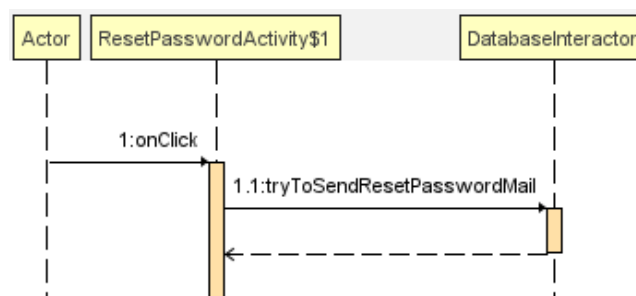 Actor
ResetPasswordActivity$1
DatabaseInteractor
1:onClick
1.1:tryToSendResetPasswordMail